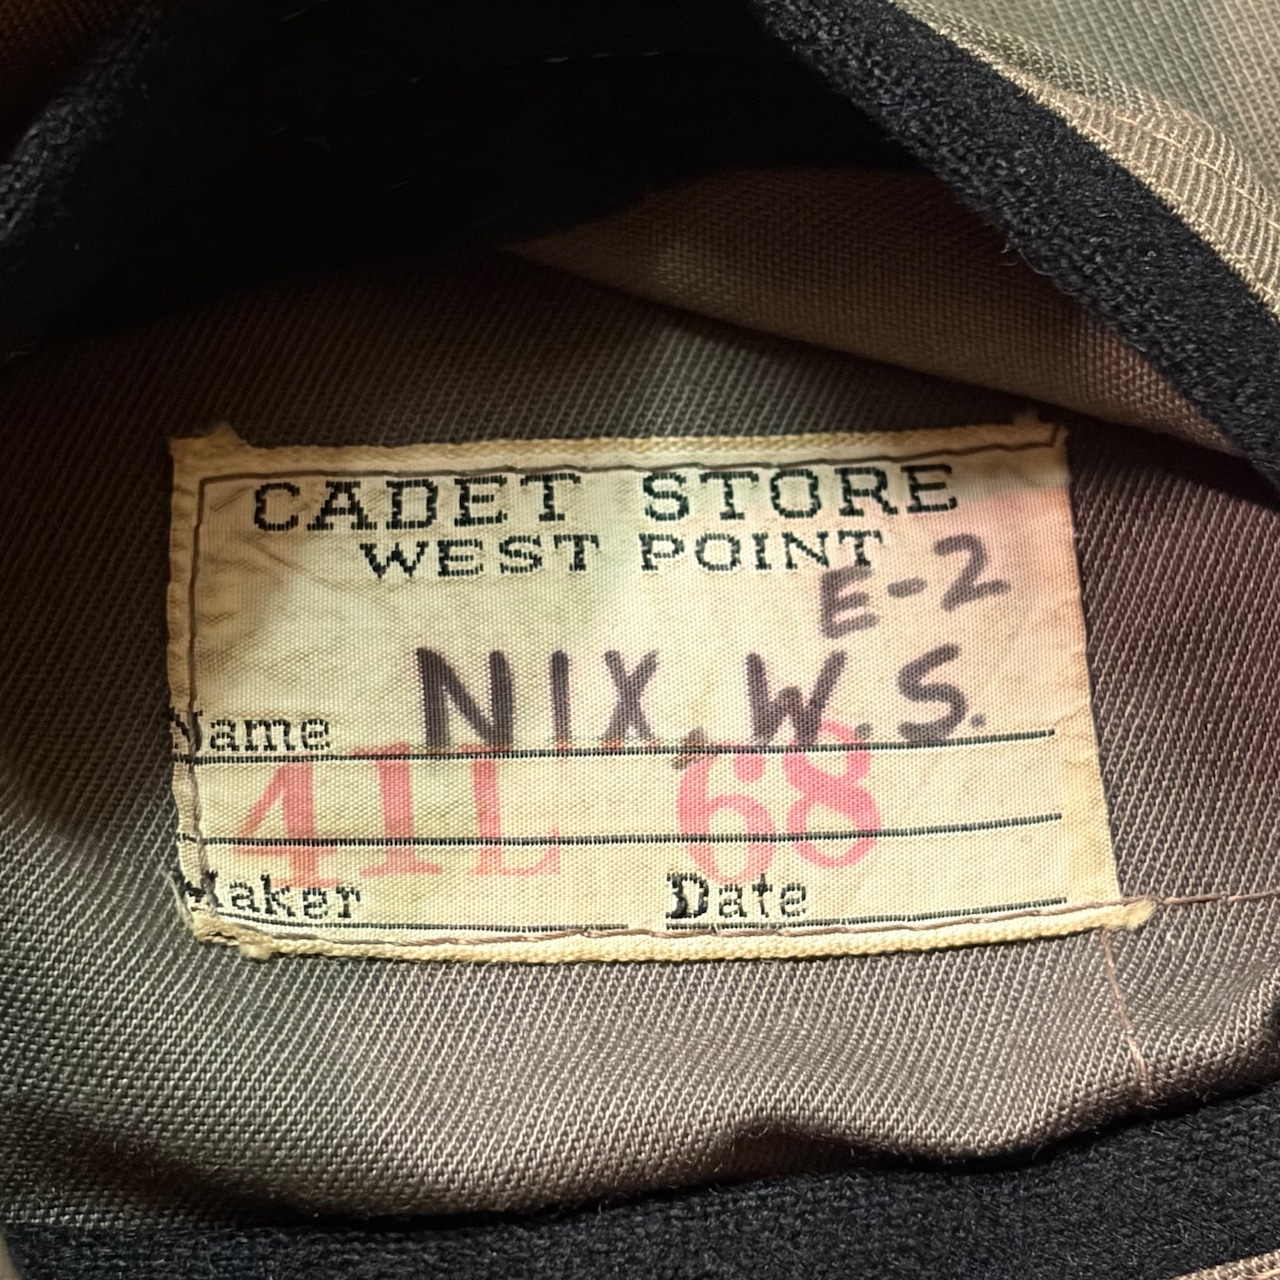 CADET STORE
WEST POINT
E-2
Name NIX, W.S.
41L 68
Maker Date